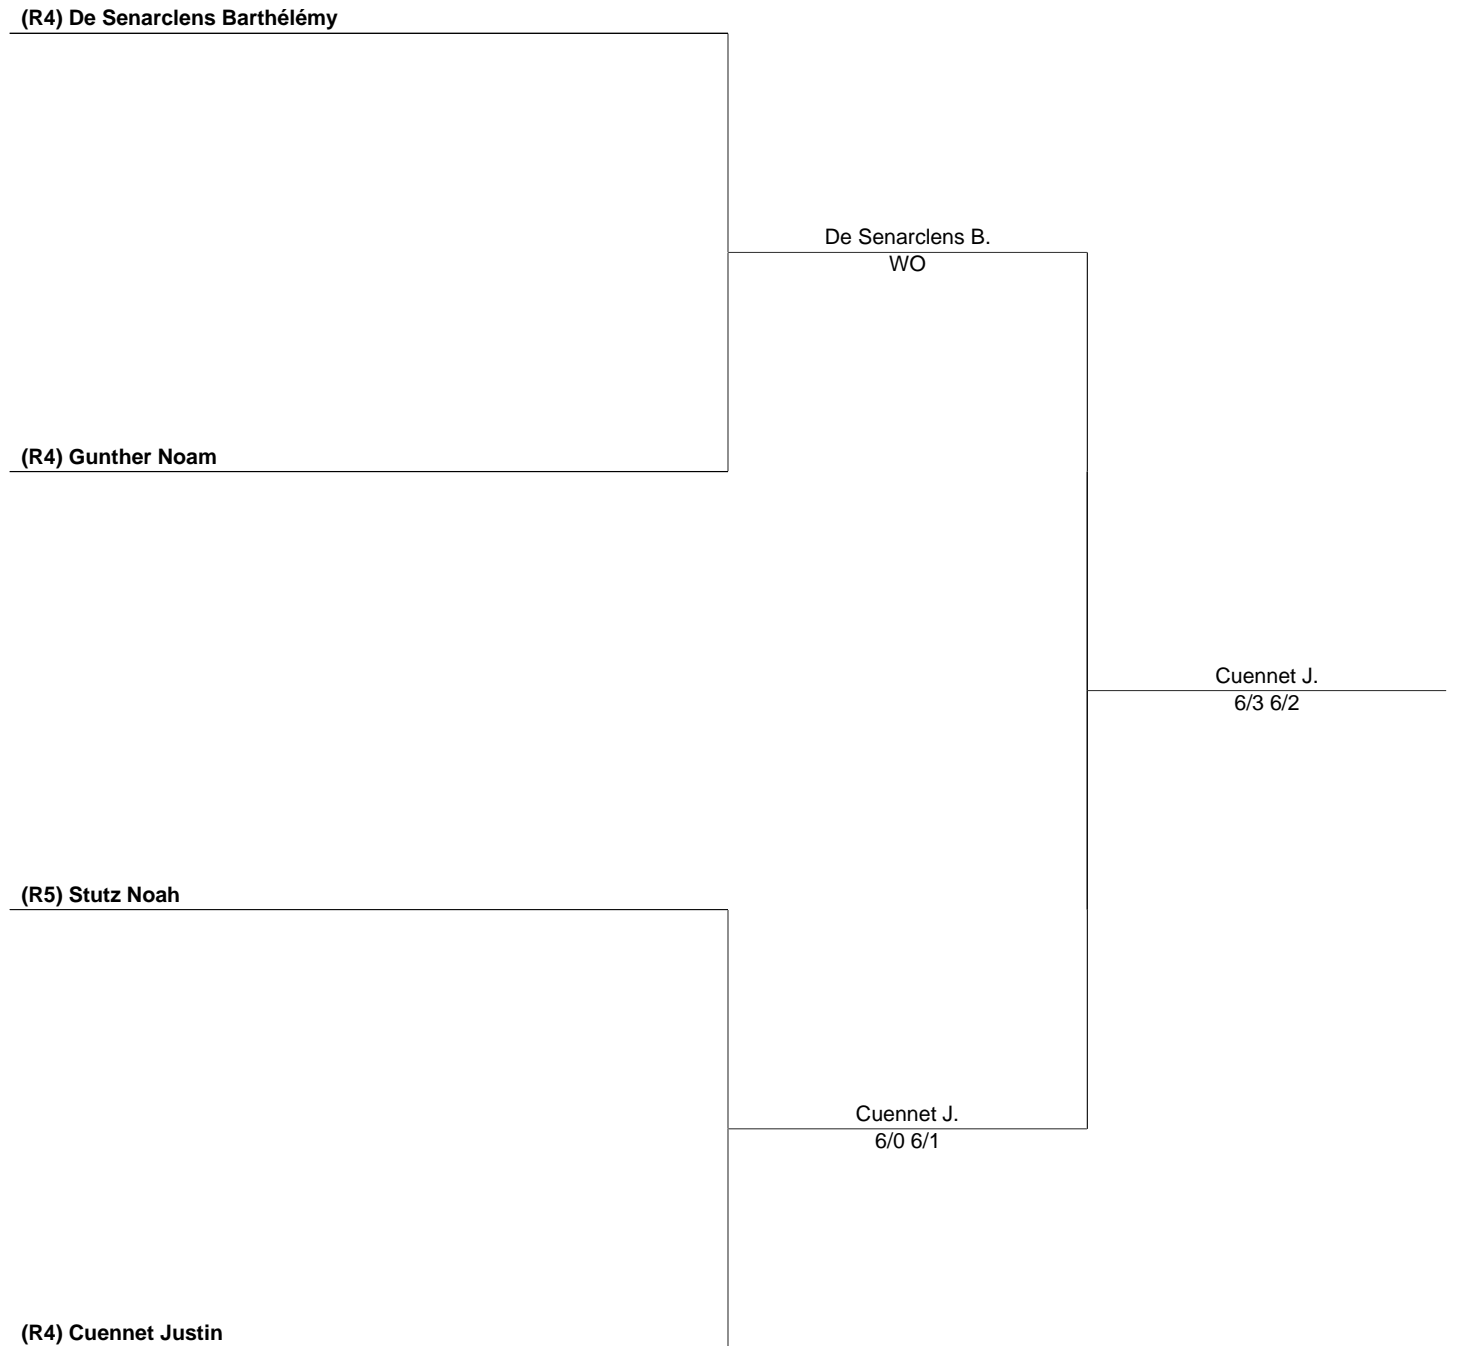 (R4) De Senarclens Barthélémy
De Senarclens B.
WO
(R4) Gunther Noam
Cuennet J.
6/3 6/2
(R5) Stutz Noah
Cuennet J.
6/0 6/1
(R4) Cuennet Justin